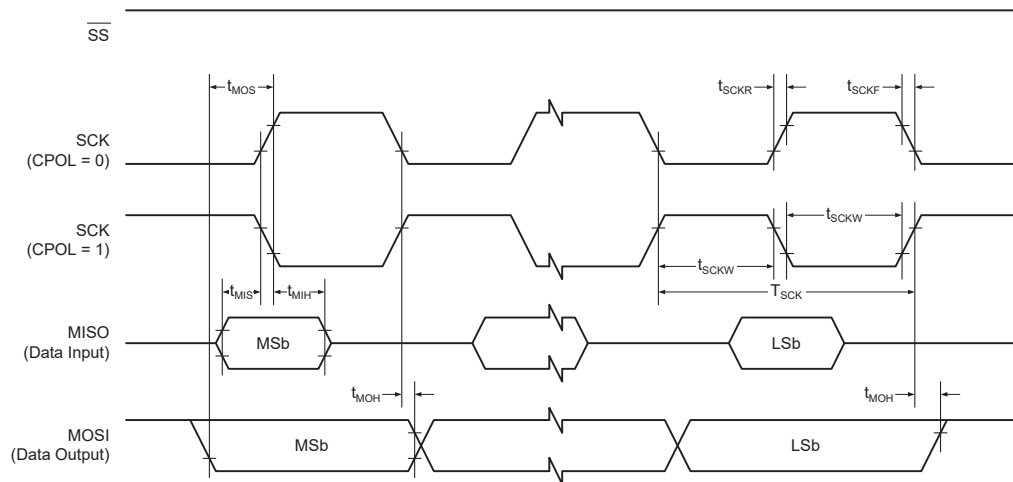 SS
tMOS
tSCKR
tSCKF
SCK
(CPOL = 0)
SCK
(CPOL = 1)
tSCKW
tSCKW
TSCK
tMIS
tMIH
MISO
(Data Input)
MSb
LSb
tMOH
tMOH
MOSI
(Data Output)
MSb
LSb